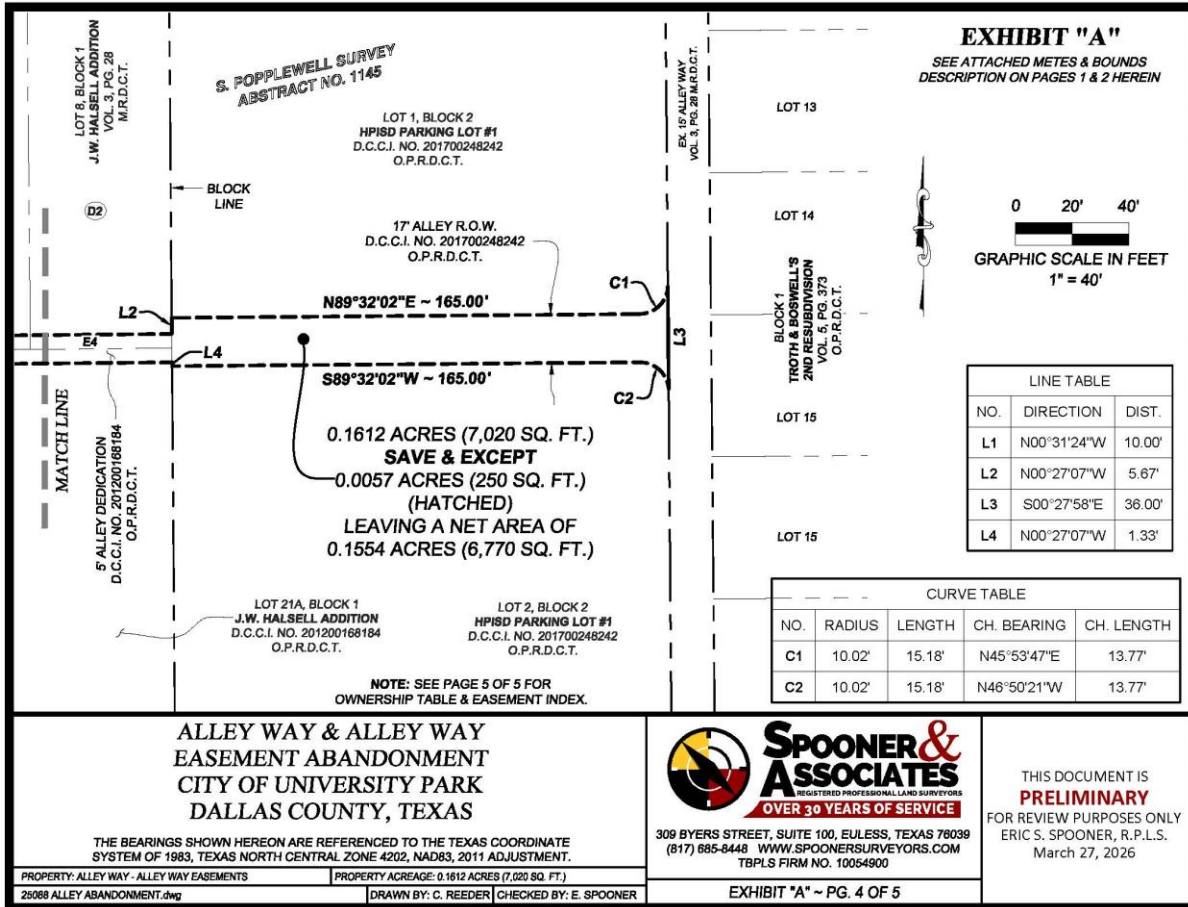 LOT 8, BLOCK 1
J.W. HALSELL ADDITION
VOL. 3, PG. 28
M.R.D.C.T.
S. POPPLEWELL SURVEY
ABSTRACT NO. 1145
LOT 1, BLOCK 2
HPISD PARKING LOT #1
D.C.C.I. NO. 201700248242
O.P.R.D.C.T.
EX. 15' ALLEY WAY
VOL. 3, PG. 28 M.R.D.C.T.
LOT 13
EXHIBIT "A"
SEE ATTACHED METES & BOUNDS
DESCRIPTION ON PAGES 1 & 2 HEREIN
BLOCK
LINE
D2
17' ALLEY R.O.W.
D.C.C.I. NO. 201700248242
O.P.R.D.C.T.
LOT 14
0 20' 40'
GRAPHIC SCALE IN FEET
1" = 40'
L2
N89°32'02"E ~ 165.00'
C1
E4
L4
L3
S89°32'02"W ~ 165.00'
C2
BLOCK 1
TROTH & BOSWELL'S
2ND RESUBDIVISION
VOL. 5, PG. 373
O.P.R.D.C.T.
LOT 15
MATCH LINE
5' ALLEY DEDICATION
D.C.C.I. NO. 201200168184
O.P.R.D.C.T.
0.1612 ACRES (7,020 SQ. FT.)
SAVE & EXCEPT
0.0057 ACRES (250 SQ. FT.)
(HATCHED)
LEAVING A NET AREA OF
0.1554 ACRES (6,770 SQ. FT.)
LOT 15
LINE TABLE
NO. DIRECTION DIST.
L1 N00°31'24"W 10.00'
L2 N00°27'07"W 5.67'
L3 S00°27'58"E 36.00'
L4 N00°27'07"W 1.33'
LOT 21A, BLOCK 1
J.W. HALSELL ADDITION
D.C.C.I. NO. 201200168184
O.P.R.D.C.T.
LOT 2, BLOCK 2
HPISD PARKING LOT #1
D.C.C.I. NO. 201700248242
O.P.R.D.C.T.
CURVE TABLE
NO. RADIUS LENGTH CH. BEARING CH. LENGTH
C1 10.02' 15.18' N45°53'47"E 13.77'
C2 10.02' 15.18' N46°50'21"W 13.77'
NOTE: SEE PAGE 5 OF 5 FOR
OWNERSHIP TABLE & EASEMENT INDEX.
ALLEY WAY & ALLEY WAY
EASEMENT ABANDONMENT
CITY OF UNIVERSITY PARK
DALLAS COUNTY, TEXAS
THE BEARINGS SHOWN HEREON ARE REFERENCED TO THE TEXAS COORDINATE
SYSTEM OF 1983, TEXAS NORTH CENTRAL ZONE 4202, NAD83, 2011 ADJUSTMENT.
PROPERTY: ALLEY WAY - ALLEY WAY EASEMENTS PROPERTY ACREAGE: 0.1612 ACRES (7,020 SQ. FT.)
25088 ALLEY ABANDONMENT.dwg DRAWN BY: C. REEDER CHECKED BY: E. SPOONER
SPOONER &
ASSOCIATES
REGISTERED PROFESSIONAL LAND SURVEYORS
OVER 30 YEARS OF SERVICE
309 BYERS STREET, SUITE 100, EULESS, TEXAS 76039
(817) 685-8448 WWW.SPOONERSURVEYORS.COM
TBPLS FIRM NO. 10054900
EXHIBIT "A" ~ PG. 4 OF 5
THIS DOCUMENT IS
PRELIMINARY
FOR REVIEW PURPOSES ONLY
ERIC S. SPOONER, R.P.L.S.
March 27, 2026